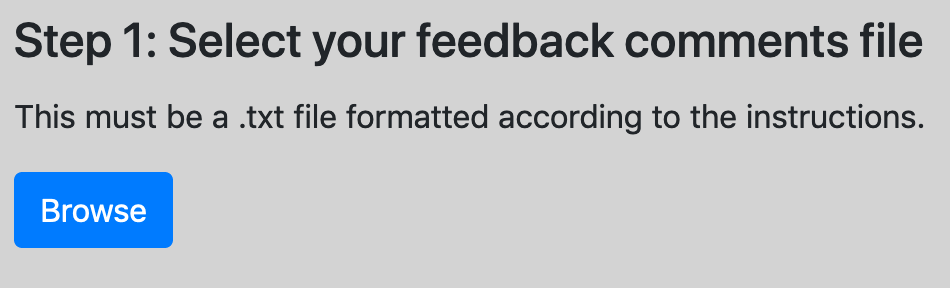 Step 1: Select your feedback comments file
This must be a .txt file formatted according to the instructions.
Browse